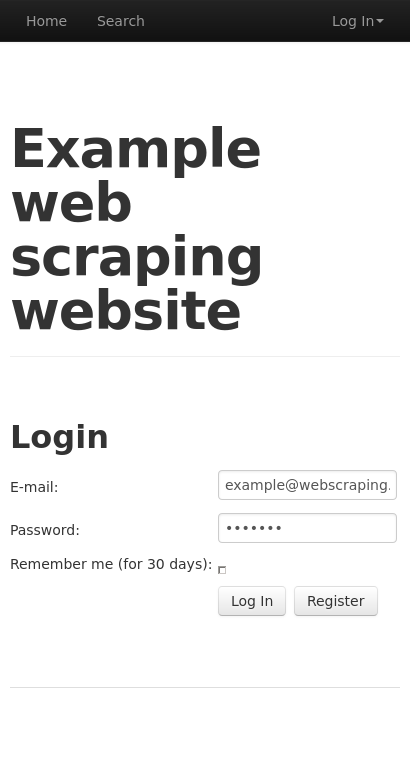 Home Search Log In
Example
web
scraping
website
Login
E-mail: example@webscraping.
Password: •••••••
Remember me (for 30 days):
Log In Register